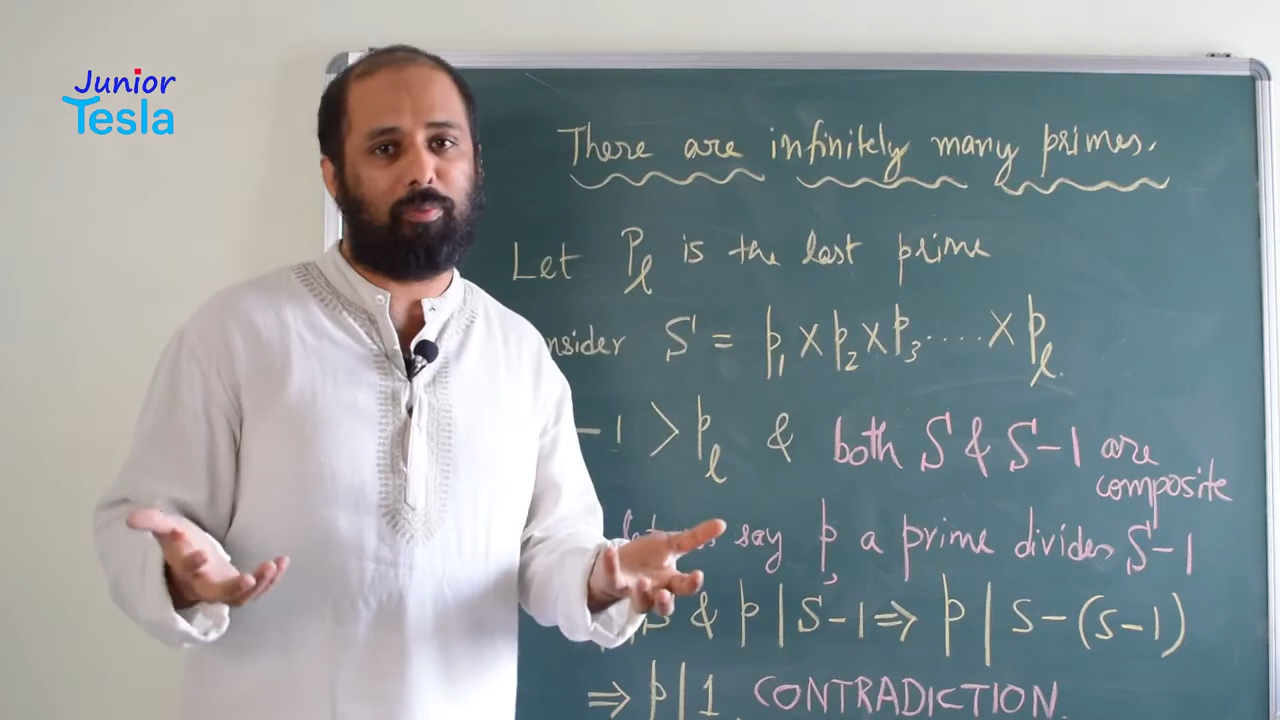 Junior
Tesla
There are infinitely many primes.
Let Pℓ is the last prime
nsider S = p₁ × p₂ × p₃ ..... × pℓ.
-1 > pℓ & both S & S-1 are
composite
say p, a prime divides S-1
& p | S-1 ⇒ p | S-(S-1)
⇒ p | 1. CONTRADICTION.